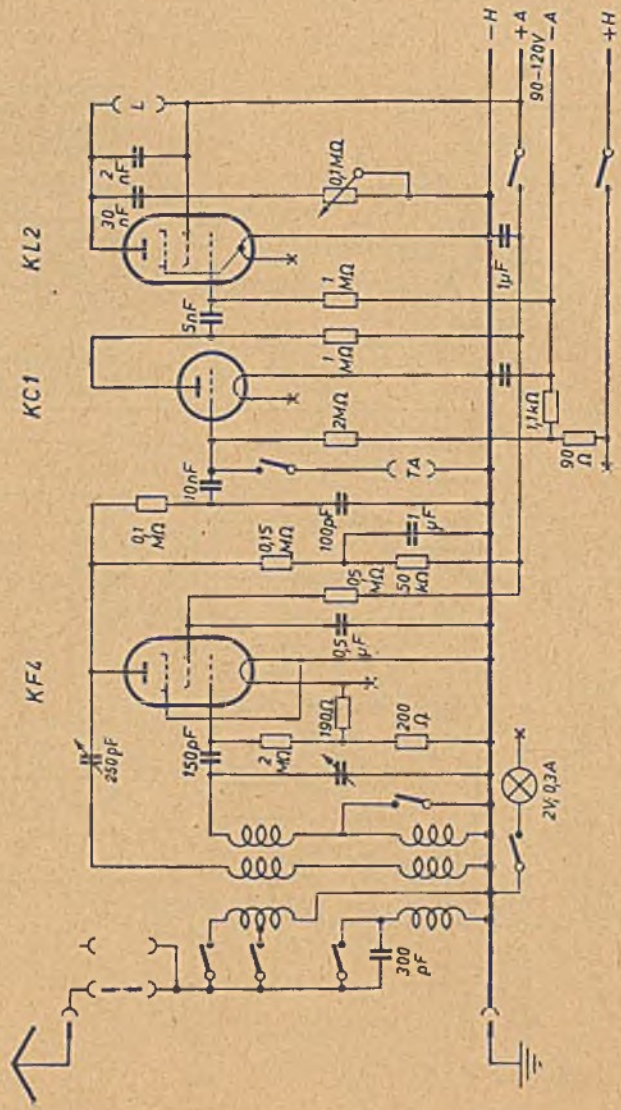 KF4
KC1
KL2
250pF
150pF
2
MΩ
190Ω
200
Ω
0,5
µF
0,5
MΩ
50
kΩ
1
µF
0,15
MΩ
0,1
MΩ
100pF
10nF
TA
2MΩ
1
MΩ
5nF
1
MΩ
30
nF
2
nF
L
0,1MΩ
1µF
1,1kΩ
90
Ω
300
pF
2V; 0,3A
-H
+A
90-120V
-A
+H